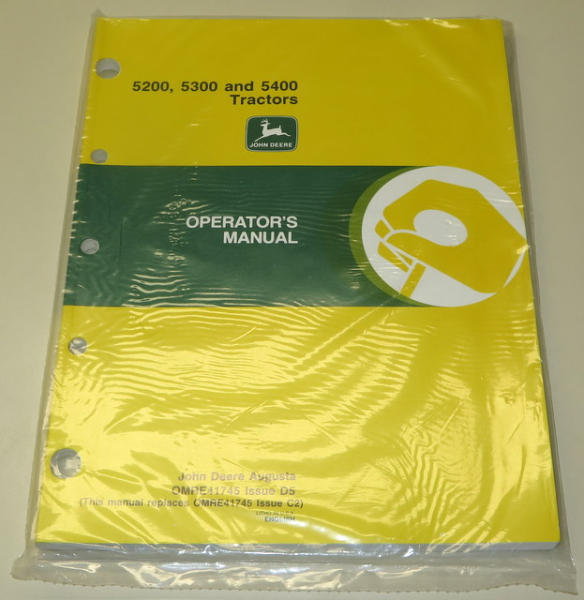 5200, 5300 and 5400
Tractors
JOHN DEERE
OPERATOR'S
MANUAL
John Deere Augusta
OMRE41745 Issue D5
(This manual replaces OMRE41745 Issue C2)
ENGLISH